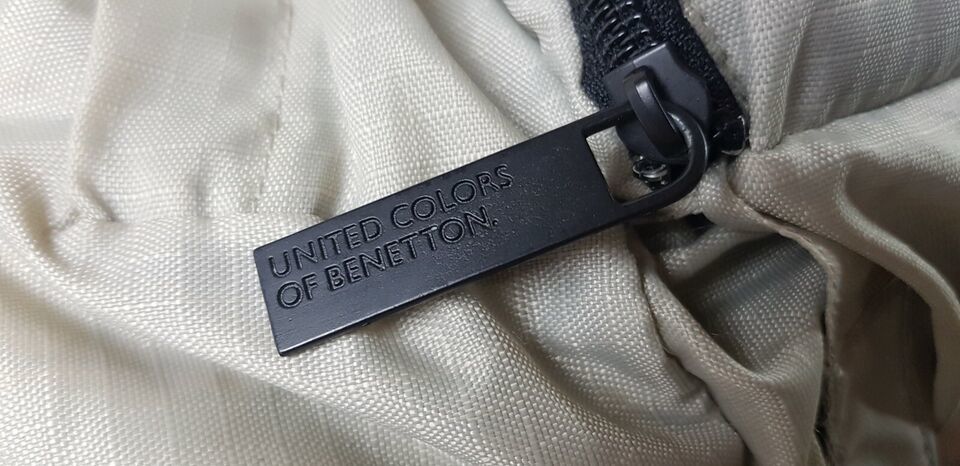 UNITED COLORS
OF BENETTON.